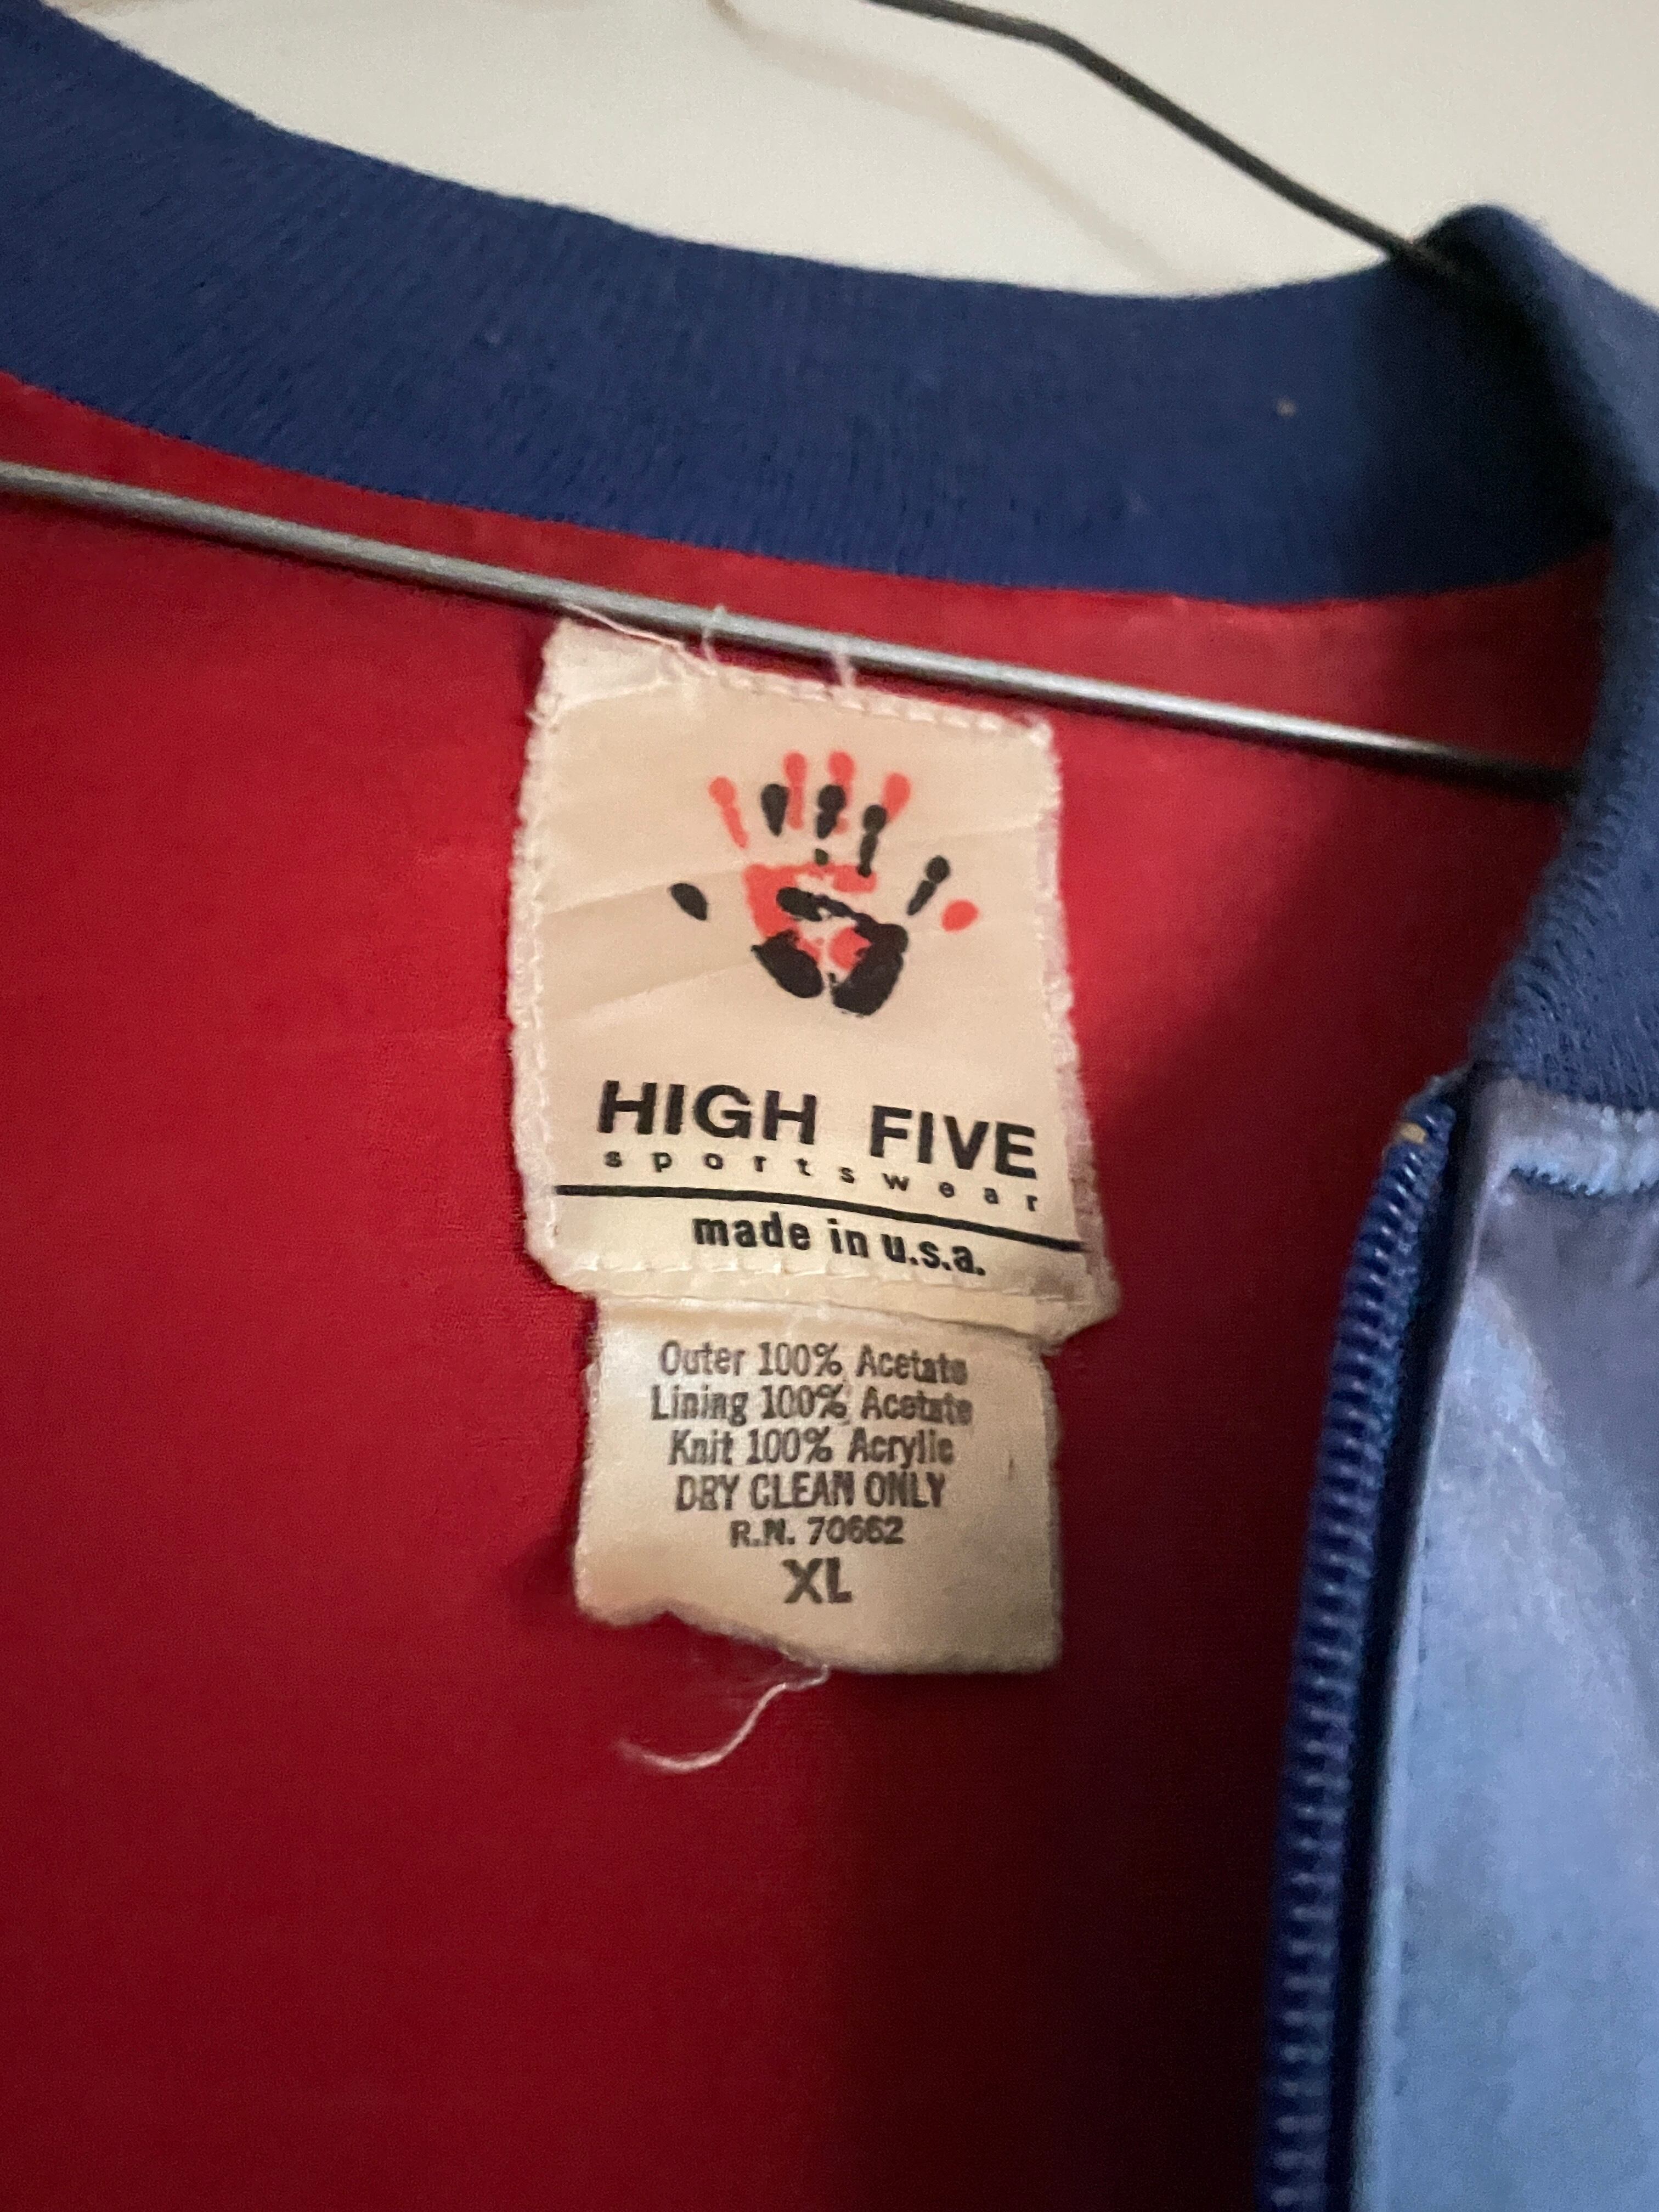 HIGH FIVE
sportswear
made in u.s.a.
Outer 100% Acetate
Lining 100% Acetate
Knit 100% Acrylic
DRY CLEAN ONLY
R.N. 70662
XL